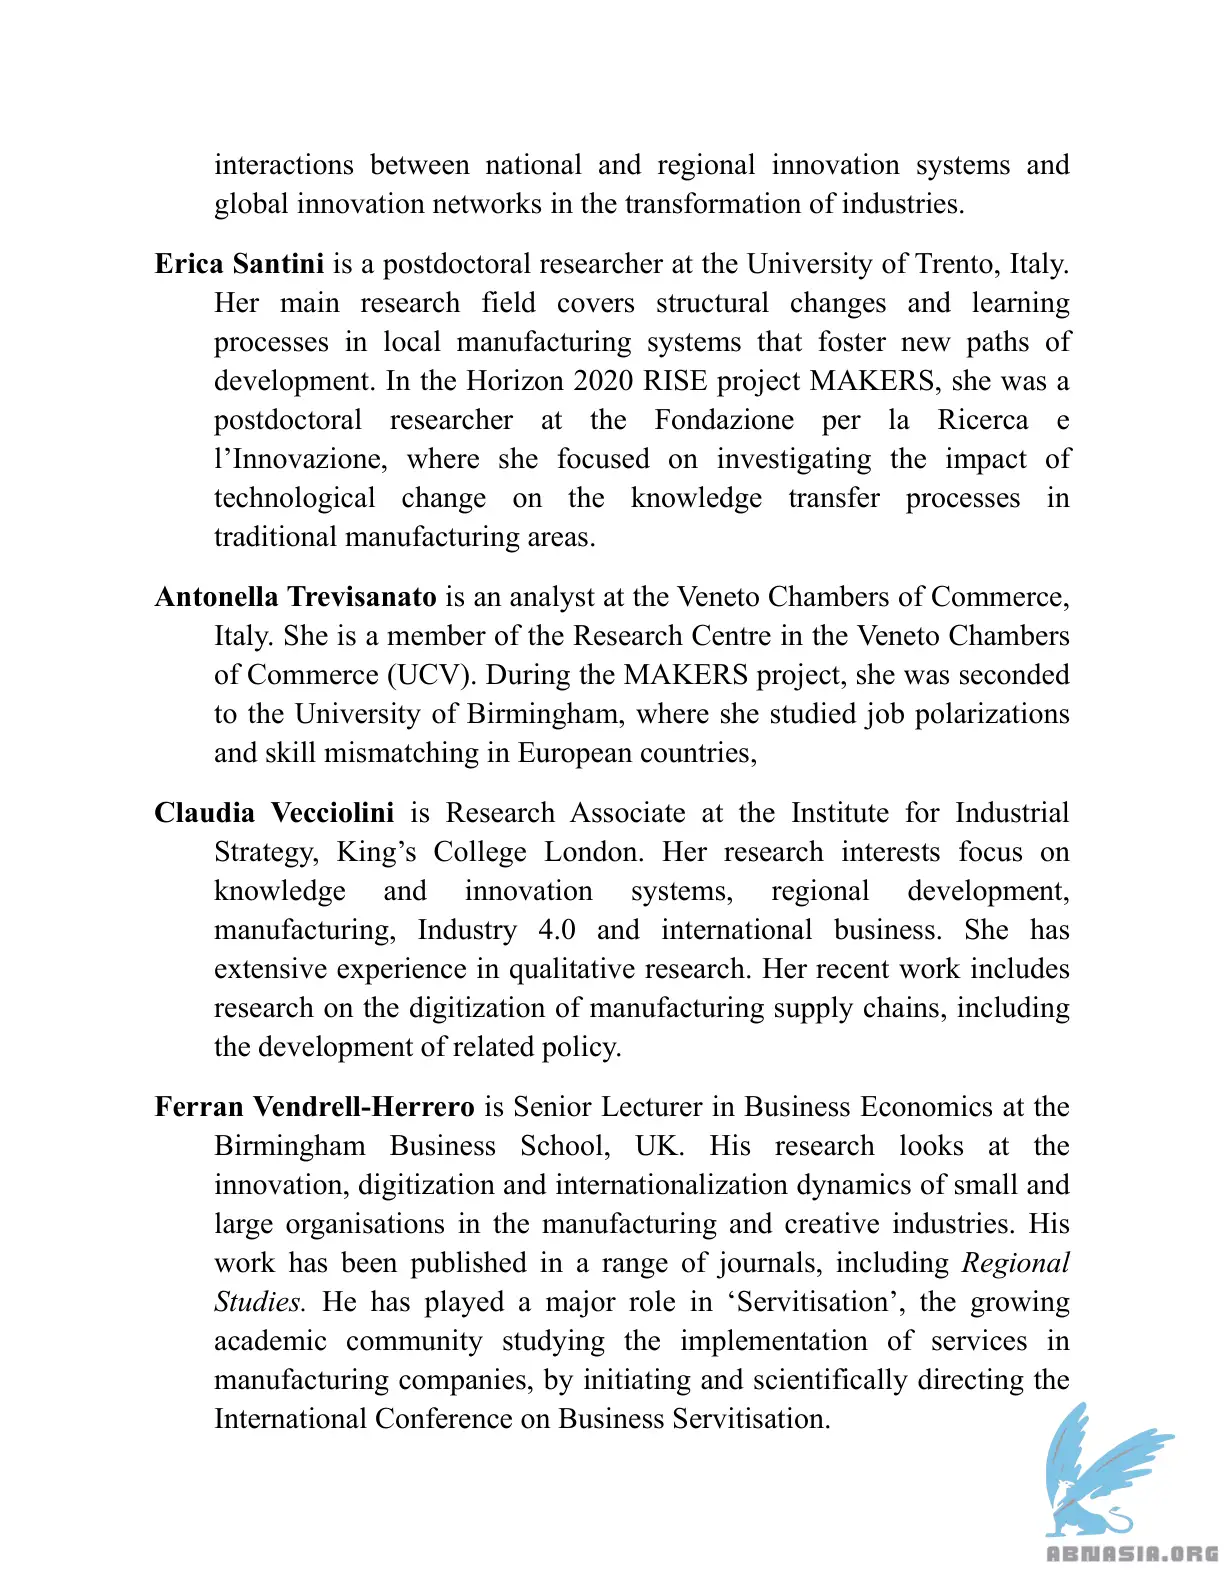 interactions between national and regional innovation systems and
global innovation networks in the transformation of industries.
Erica Santini is a postdoctoral researcher at the University of Trento, Italy.
Her main research field covers structural changes and learning
processes in local manufacturing systems that foster new paths of
development. In the Horizon 2020 RISE project MAKERS, she was a
postdoctoral researcher at the Fondazione per la Ricerca e
l’Innovazione, where she focused on investigating the impact of
technological change on the knowledge transfer processes in
traditional manufacturing areas.
Antonella Trevisanato is an analyst at the Veneto Chambers of Commerce,
Italy. She is a member of the Research Centre in the Veneto Chambers
of Commerce (UCV). During the MAKERS project, she was seconded
to the University of Birmingham, where she studied job polarizations
and skill mismatching in European countries,
Claudia Vecciolini is Research Associate at the Institute for Industrial
Strategy, King’s College London. Her research interests focus on
knowledge and innovation systems, regional development,
manufacturing, Industry 4.0 and international business. She has
extensive experience in qualitative research. Her recent work includes
research on the digitization of manufacturing supply chains, including
the development of related policy.
Ferran Vendrell-Herrero is Senior Lecturer in Business Economics at the
Birmingham Business School, UK. His research looks at the
innovation, digitization and internationalization dynamics of small and
large organisations in the manufacturing and creative industries. His
work has been published in a range of journals, including Regional
Studies. He has played a major role in ‘Servitisation’, the growing
academic community studying the implementation of services in
manufacturing companies, by initiating and scientifically directing the
International Conference on Business Servitisation.
ABNASIA.ORG